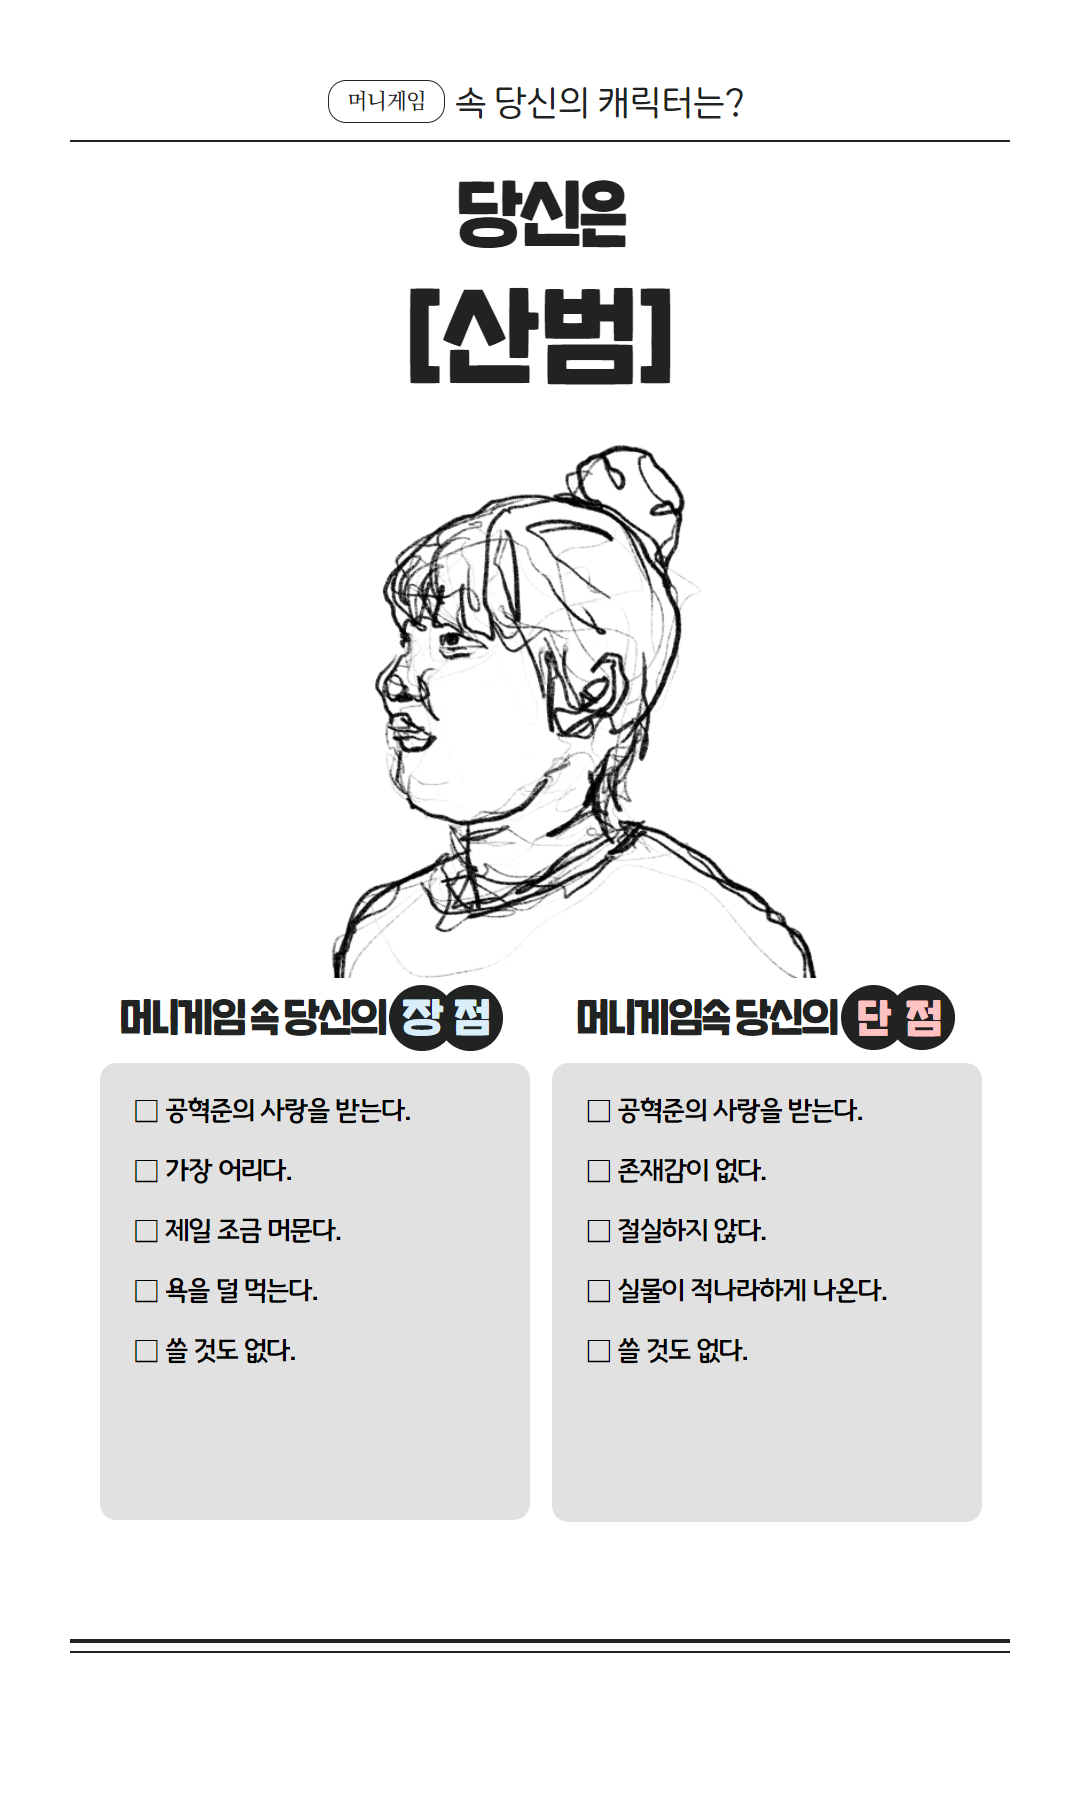 머니게임 속 당신의 캐릭터는?
당신은
[산범]
머니게임 속 당신의 장점
□ 공혁준의 사랑을 받는다.
□ 가장 어리다.
□ 제일 조금 머문다.
□ 욕을 덜 먹는다.
□ 쓸 것도 없다.
머니게임속 당신의 단점
□ 공혁준의 사랑을 받는다.
□ 존재감이 없다.
□ 절실하지 않다.
□ 실물이 적나라하게 나온다.
□ 쓸 것도 없다.